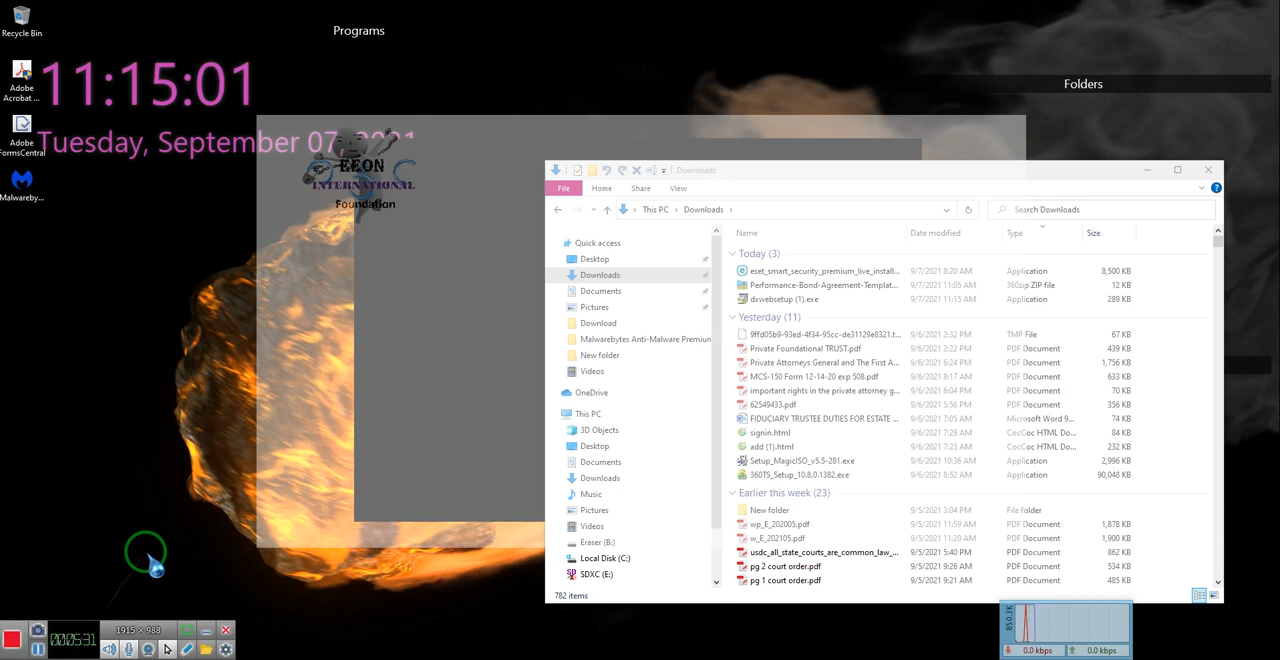 Recycle Bin
Adobe
Acrobat ...
Adobe
FormsCentral
Malwareby...
11:15:01
Tuesday, September 07, 2021
Programs
Folders
EEON
INTERNATIONAL
Foundation
Downloads
File Home Share View
This PC > Downloads >
Search Downloads
Quick access
Desktop
Downloads
Documents
Pictures
Download
Malwarebytes Anti-Malware Premium
New folder
Videos
OneDrive
This PC
3D Objects
Desktop
Documents
Downloads
Music
Pictures
Videos
Eraser (B:)
Local Disk (C:)
SDXC (E:)
Name Date modified Type Size
Today (3)
eset_smart_security_premium_live_install... 9/7/2021 8:20 AM Application 8,500 KB
Performance-Bond-Agreement-Templat... 9/7/2021 11:05 AM 360zip ZIP file 12 KB
dxwebsetup (1).exe 9/7/2021 11:15 AM Application 289 KB
Yesterday (11)
9ffd05b9-93ed-4f34-95cc-de31129e8321.t... 9/6/2021 2:32 PM TMP File 67 KB
Private Foundational TRUST.pdf 9/6/2021 2:22 PM PDF Document 439 KB
Private Attorneys General and The First A... 9/6/2021 6:24 PM PDF Document 1,756 KB
MCS-150 Form 12-14-20 exp 508.pdf 9/6/2021 8:17 AM PDF Document 633 KB
important rights in the private attorney g... 9/6/2021 6:04 PM PDF Document 70 KB
62549433.pdf 9/6/2021 5:56 PM PDF Document 356 KB
FIDUCIARY TRUSTEE DUTIES FOR ESTATE ... 9/6/2021 7:05 AM Microsoft Word 9... 74 KB
signin.html 9/6/2021 7:29 AM CocCoc HTML Do... 84 KB
add (1).html 9/6/2021 7:23 AM CocCoc HTML Do... 232 KB
Setup_MagicISO_v5.5-281.exe 9/6/2021 10:36 AM Application 2,996 KB
360TS_Setup_10.8.0.1382.exe 9/6/2021 8:52 AM Application 90,048 KB
Earlier this week (23)
New folder 9/5/2021 3:04 PM File folder
wp_E_202005.pdf 9/5/2021 11:59 AM PDF Document 1,878 KB
w_E_202105.pdf 9/5/2021 11:20 AM PDF Document 1,900 KB
usdc_all_state_courts_are_common_law_... 9/5/2021 5:40 PM PDF Document 862 KB
pg 2 court order.pdf 9/5/2021 9:26 AM PDF Document 534 KB
pg 1 court order.pdf 9/5/2021 9:21 AM PDF Document 485 KB
782 items
1915 X 988
00:05:31
850.3K
0.0 kbps 0.0 kbps